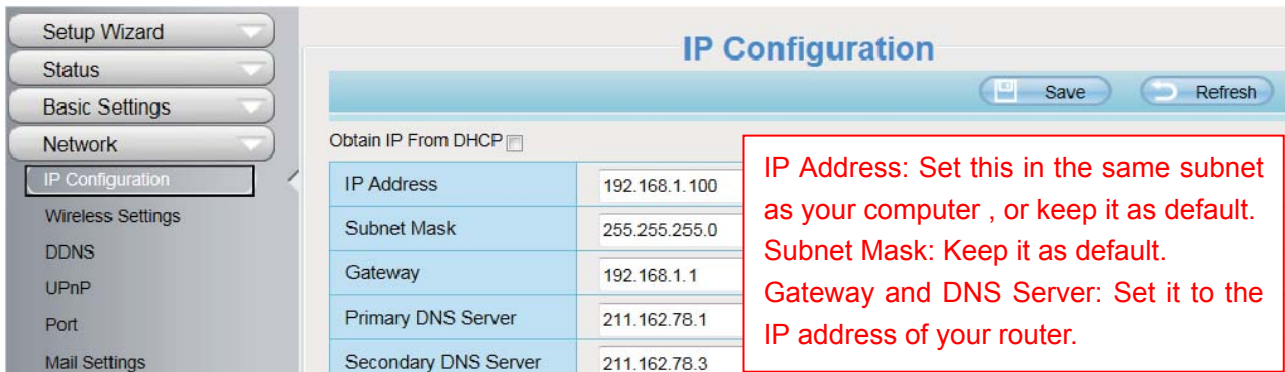 Setup Wizard
Status
Basic Settings
Network
IP Configuration
Wireless Settings
DDNS
UPnP
Port
Mail Settings
IP Configuration
Save
Refresh
Obtain IP From DHCP
IP Address
192.168.1.100
Subnet Mask
255.255.255.0
Gateway
192.168.1.1
Primary DNS Server
211.162.78.1
Secondary DNS Server
211.162.78.3
IP Address: Set this in the same subnet
as your computer , or keep it as default.
Subnet Mask: Keep it as default.
Gateway and DNS Server: Set it to the
IP address of your router.